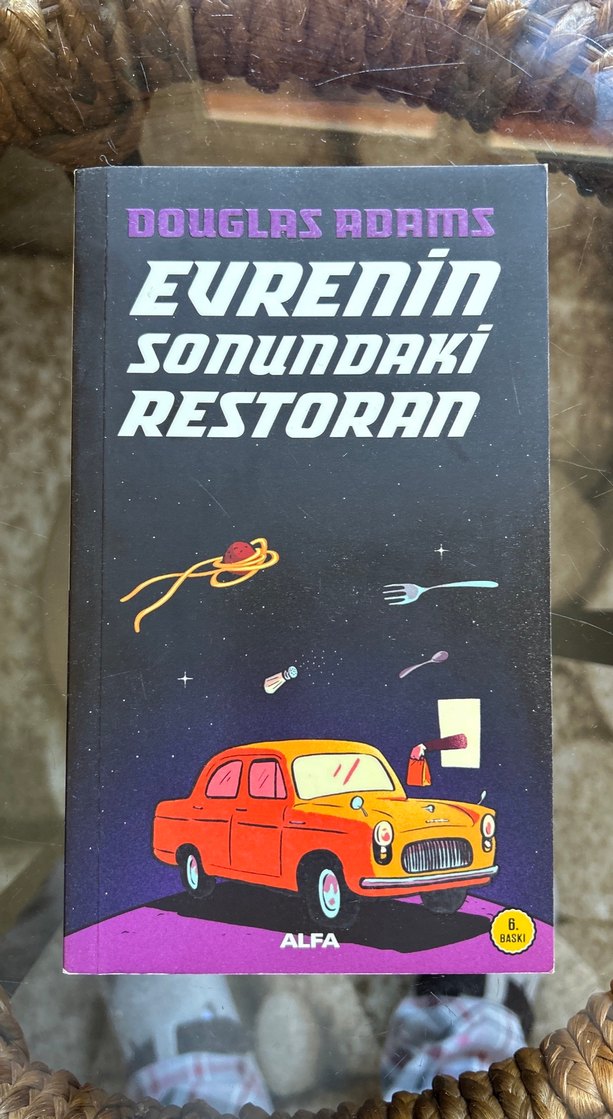 DOUGLAS ADAMS
EVRENİN
SONUNDAKİ
RESTORAN
ALFA
6.
BASKI